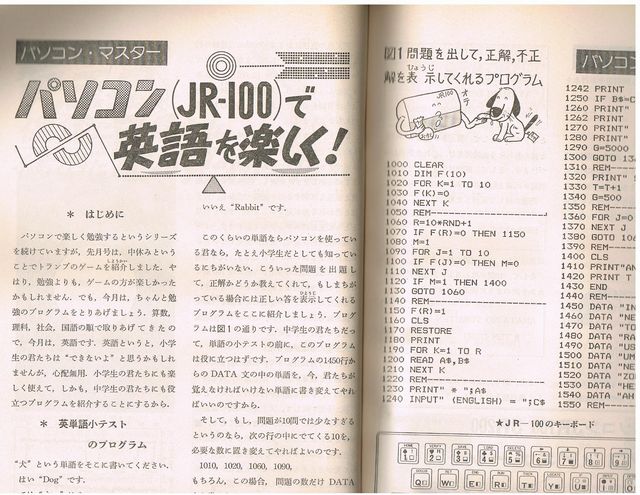 パソコン・マスター
パソコン(JR-100)で
英語を楽しく!
* はじめに
パソコンで楽しく勉強するというシリーズ
を続けていますが,先月号は,中休みという
ことでトランプのゲームを紹介しました。や
はり,勉強よりも,ゲームの方が楽しかった
かもしれません。でも,今月は,ちゃんと勉
強のプログラムをとりあげましょう。算数,
理科,社会,国語の順で取りあげてきたの
で,今月は,英語です。英語というと,小学
生の君たちは“できないよ”と思うかもしれ
ませんが,心配無用。小学生の君たちにも楽
しく使えて,しかも,中学生の君たちにも役
立つプログラムを紹介することにするから。
* 英単語小テスト
のプログラム
“犬”という単語をそこに書いてください。
はい“Dog”です。
いいえ“Rabbit”です。
このくらいの単語ならパソコンを使ってい
る君なら,たとえ小学生だとしても知ってい
るにちがいない。こういった問題を出題し
て,正解かどうか教えてくれて,もしまちが
っている場合には正しい答を表示してくれる
プログラムをここに紹介しましょう。プログ
ラムは図1の通りです。中学生の君たちだっ
て,単語の小テストの前に,このプログラム
は役に立つはずです。プログラムの1450行か
らのDATA文の中の単語を,今,君たちが
覚えなければいけない単語に書き変えてやれ
ばいいのですから。
そして,もし,問題が10問では少なすぎる
というのなら,次の行の中にでてくる10を,
必要な数に置き変えてやればよいのです。
1010, 1020, 1060, 1090,
もちろん,この場合,問題の数だけDATA
図1 問題を出して,正解,不正
ひょうじ
解を表示してくれるプログラム
JR100
オテ
1000 CLEAR
1010 DIM F(10)
1020 FOR K=1 TO 10
1030 F(K)=0
1040 NEXT K
1050 REM
1060 R=10*RND+1
1070 IF F(R)=0 THEN 1150
1080 M=1
1090 FOR J=1 TO 10
1100 IF F(J)=0 THEN M=0
1110 NEXT J
1120 IF M=1 THEN 1400
1130 GOTO 1060
1140 REM
1150 F(R)=1
1160 CLS
1170 RESTORE
1180 PRINT
1190 FOR K=1 TO R
1200 READ A$,B$
1210 NEXT K
1220 REM
1230 PRINT" * ";A$
1240 INPUT" (ENGLISH) = ";C$
パソコン
1242 PRINT
1250 IF B$=C
1260 PRINT"
1262 PRINT
1270 PRINT"
1280 PRINT"
1290 G=5000
1300 GOTO 13
1310 REM
1320 PRINT"
1330 T=T+1
1340 G=500
1350 REM
1360 FOR J=0
1370 NEXT J
1380 GOTO 10
1390 REM
1400 CLS
1410 PRINT"A
1420 PRINT T
1430 END
1440 REM
1450 DATA "IN
1460 DATA "NE
1470 DATA "TO
1480 DATA "OR
1490 DATA "US
1500 DATA "UM
1510 DATA "NE
1520 DATA "ZO
1530 DATA "HE
1540 DATA "AH
1550 REM
★JR-100のキーボード